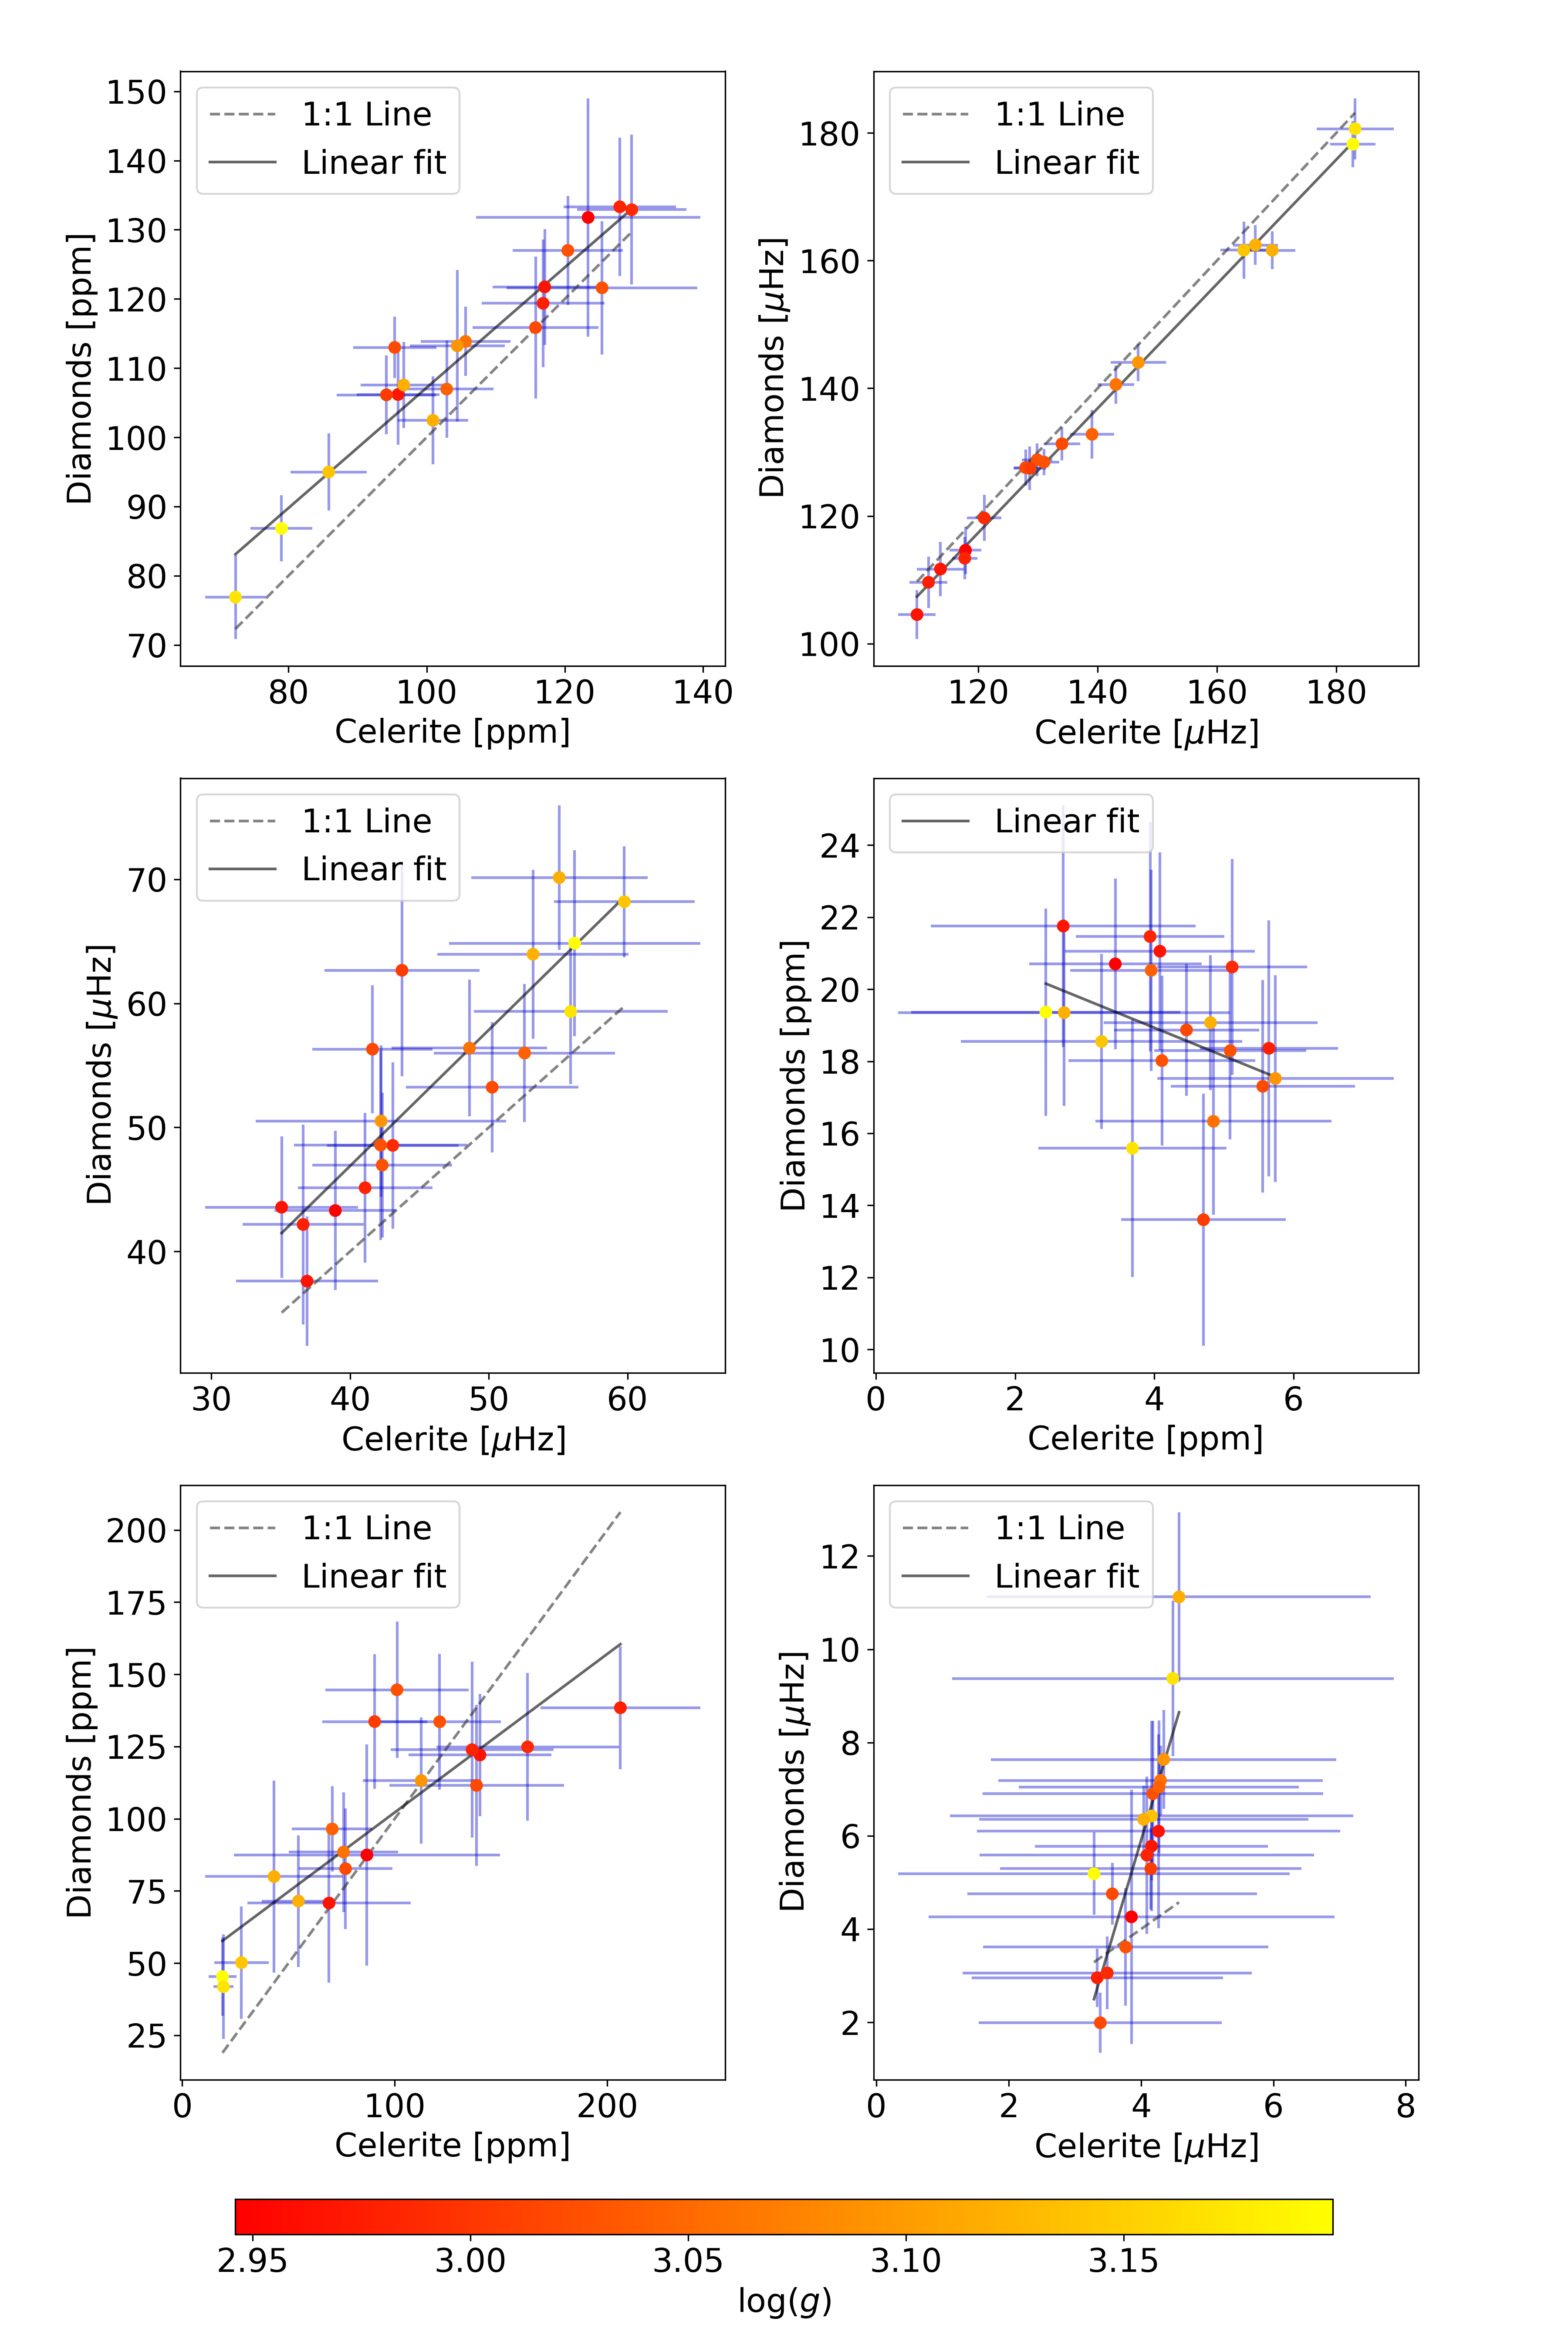 1:1 Line
Linear fit
Diamonds [ppm]
150
140
130
120
110
100
90
80
70
80 100 120 140
Celerite [ppm]
1:1 Line
Linear fit
Diamonds [μHz]
180
160
140
120
100
120 140 160 180
Celerite [μHz]
1:1 Line
Linear fit
Diamonds [μHz]
70
60
50
40
30 40 50 60
Celerite [μHz]
Linear fit
Diamonds [ppm]
24
22
20
18
16
14
12
10
0 2 4 6
Celerite [ppm]
1:1 Line
Linear fit
Diamonds [ppm]
200
175
150
125
100
75
50
25
0 100 200
Celerite [ppm]
1:1 Line
Linear fit
Diamonds [μHz]
12
10
8
6
4
2
0 2 4 6 8
Celerite [μHz]
2.95 3.00 3.05 3.10 3.15
log(g)